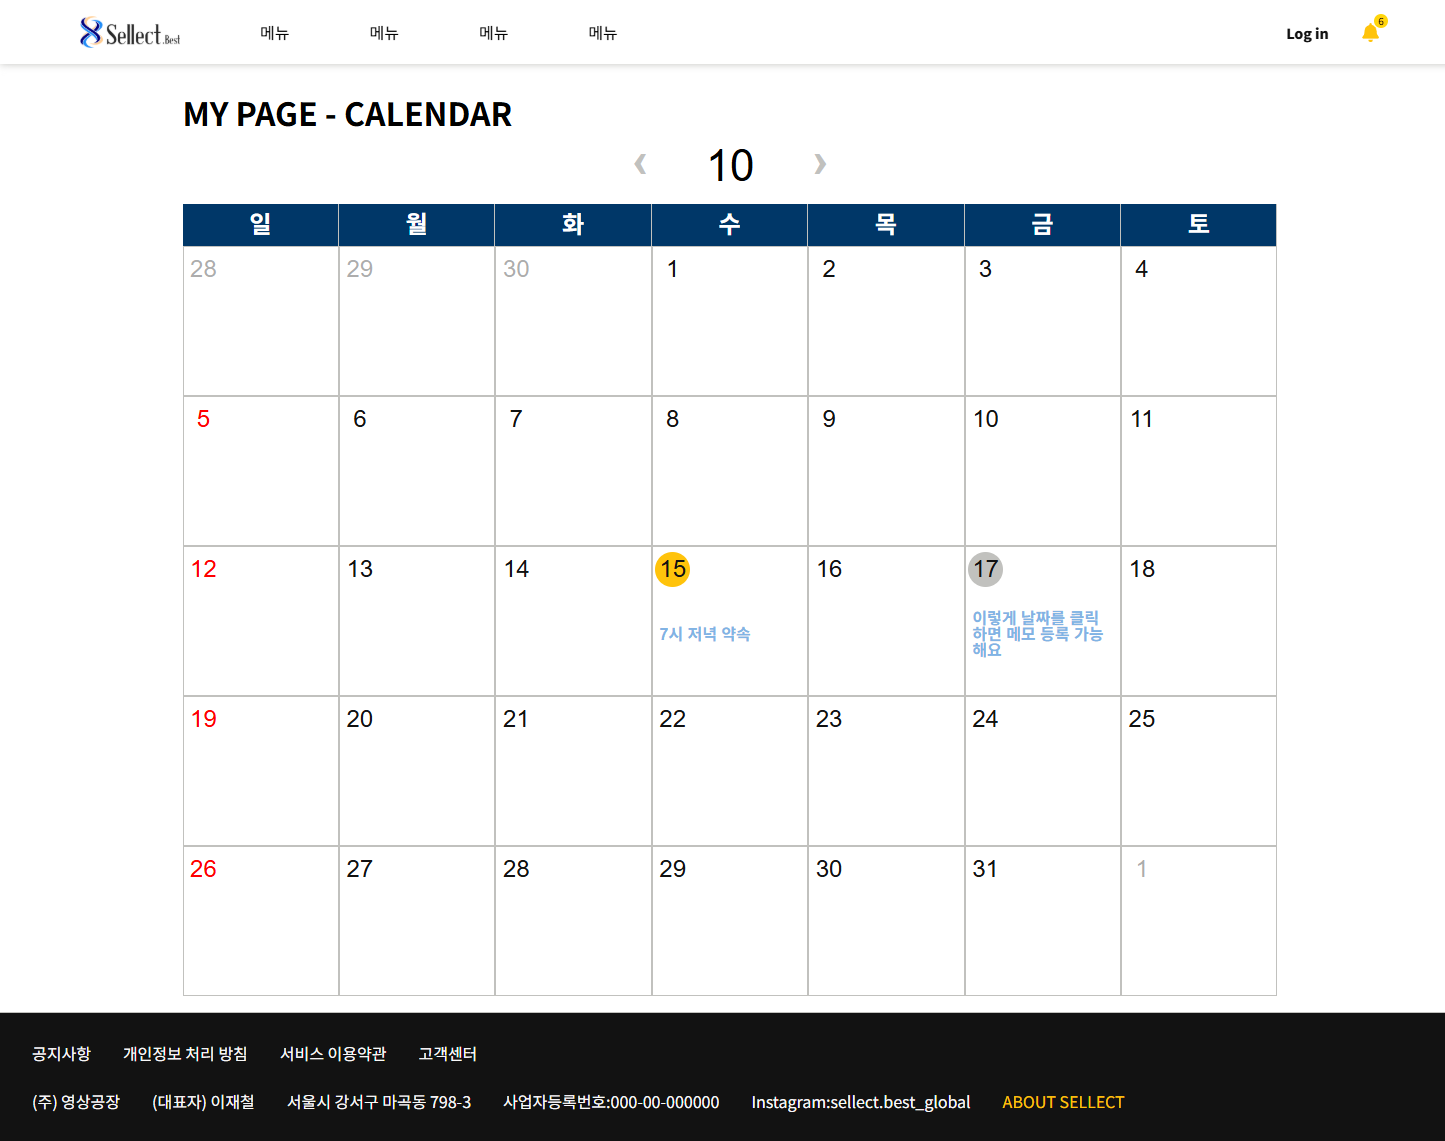 Sellect.Best 메뉴 메뉴 메뉴 메뉴 Log in 6
MY PAGE - CALENDAR
‹ 10 ›
일 월 화 수 목 금 토
28 29 30 1 2 3 4
5 6 7 8 9 10 11
12 13 14 15 16 17 18
7시 저녁 약속
이렇게 날짜를 클릭
하면 메모 등록 가능
해요
19 20 21 22 23 24 25
26 27 28 29 30 31 1
공지사항 개인정보 처리 방침 서비스 이용약관 고객센터
(주) 영상공장 (대표자) 이재철 서울시 강서구 마곡동 798-3 사업자등록번호:000-00-000000 Instagram:sellect.best_global ABOUT SELLECT